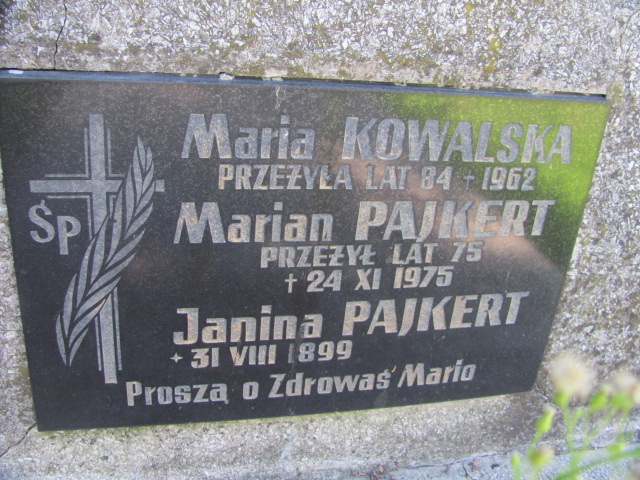 ŚP
Maria KOWALSKA
PRZEŻYŁA LAT 84 † 1962
Marian PAJKERT
PRZEŻYŁ LAT 75
† 24 XI 1975
Janina PAJKERT
* 31 VIII 1899
Proszą o Zdrowaś Mario